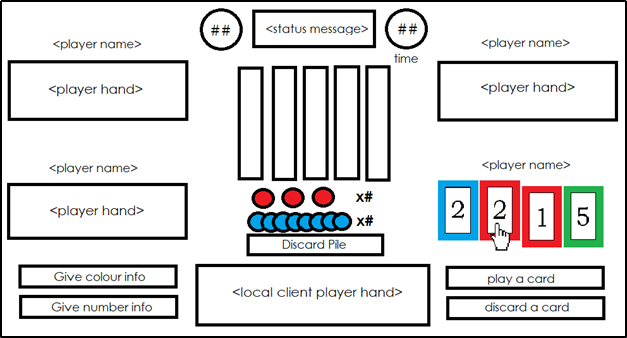 ##
<status message>
##
time
<player name>
<player name>
<player hand>
<player hand>
<player name>
<player name>
<player hand>
x#
x#
2
2
1
5
Discard Pile
Give colour info
Give number info
<local client player hand>
play a card
discard a card